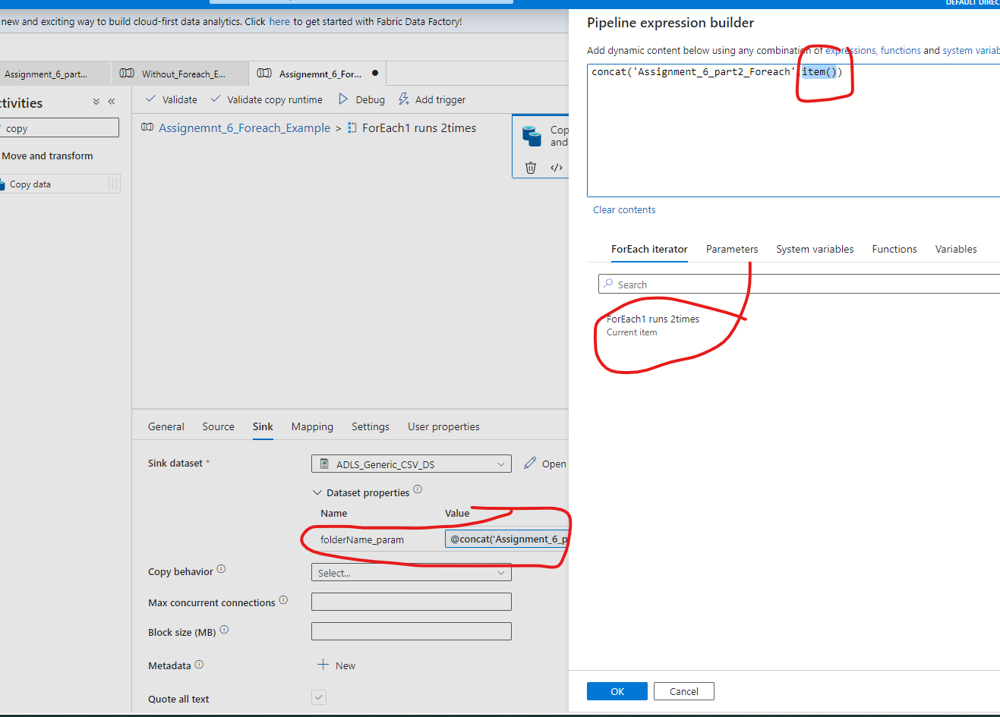 DEFAULT DIREC
new and exciting way to build cloud-first data analytics. Click here to get started with Fabric Data Factory!
Assignment_6_part...
Without_Foreach_E...
Assignemnt_6_For...
ctivities
copy
Move and transform
Copy data
Validate
Validate copy runtime
Debug
Add trigger
Assignemnt_6_Foreach_Example > ForEach1 runs 2times
Cop
and
</>
General
Source
Sink
Mapping
Settings
User properties
Sink dataset *
ADLS_Generic_CSV_DS
Open
Dataset properties
Name
Value
folderName_param
@concat('Assignment_6_p
Copy behavior
Select...
Max concurrent connections
Block size (MB)
Metadata
New
Quote all text
Pipeline expression builder
Add dynamic content below using any combination of expressions, functions and system variab
concat('Assignment_6_part2_Foreach' item())
Clear contents
ForEach iterator
Parameters
System variables
Functions
Variables
Search
ForEach1 runs 2times
Current item
OK
Cancel